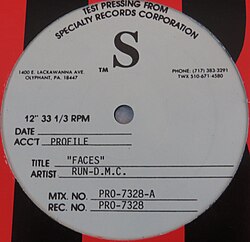 TEST PRESSING FROM
SPECIALTY RECORDS CORPORATION
S
TM
1400 E. LACKAWANNA AVE
OLYPHANT, PA. 18447
PHONE: (717) 383-3291
TWX 510-671-4580
12" 33 1/3 RPM
DATE
ACC'T PROFILE
TITLE "FACES"
ARTIST RUN-D.M.C.
MTX. NO. PRO-7328-A
REC. NO. PRO-7328